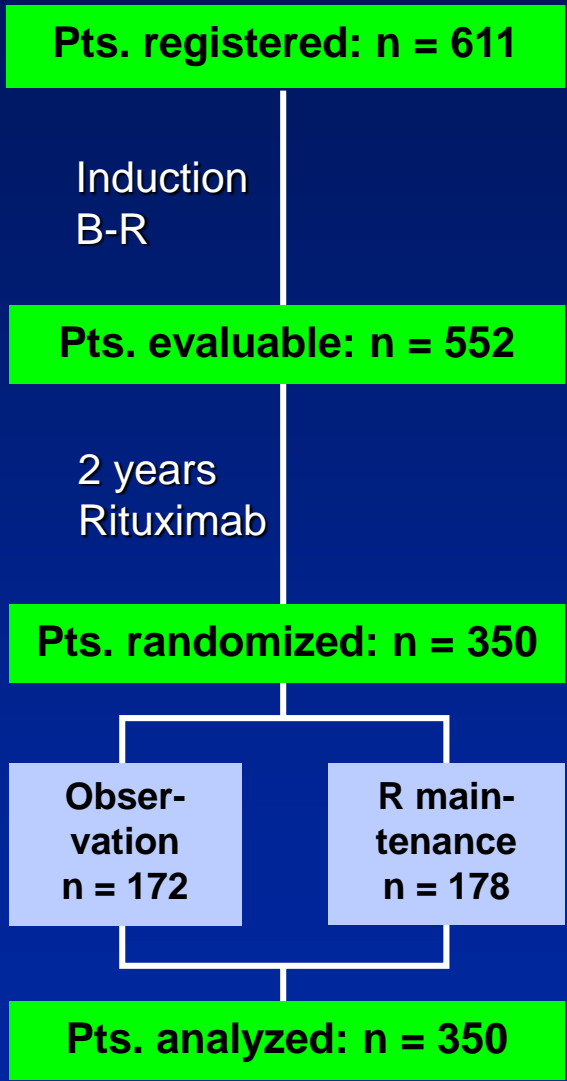 Pts. registered: n = 611
Induction
B-R
Pts. evaluable: n = 552
2 years
Rituximab
Pts. randomized: n = 350
Obser-
vation
n = 172
R main-
tenance
n = 178
Pts. analyzed: n = 350